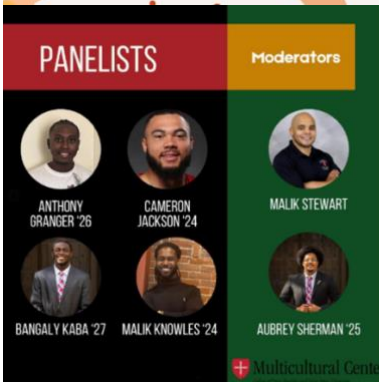 PANELISTS
Moderators
ANTHONY
GRANGER '26
CAMERON
JACKSON '24
MALIK STEWART
BANGALY KABA '27
MALIK KNOWLES '24
AUBREY SHERMAN '25
Multicultural Cente